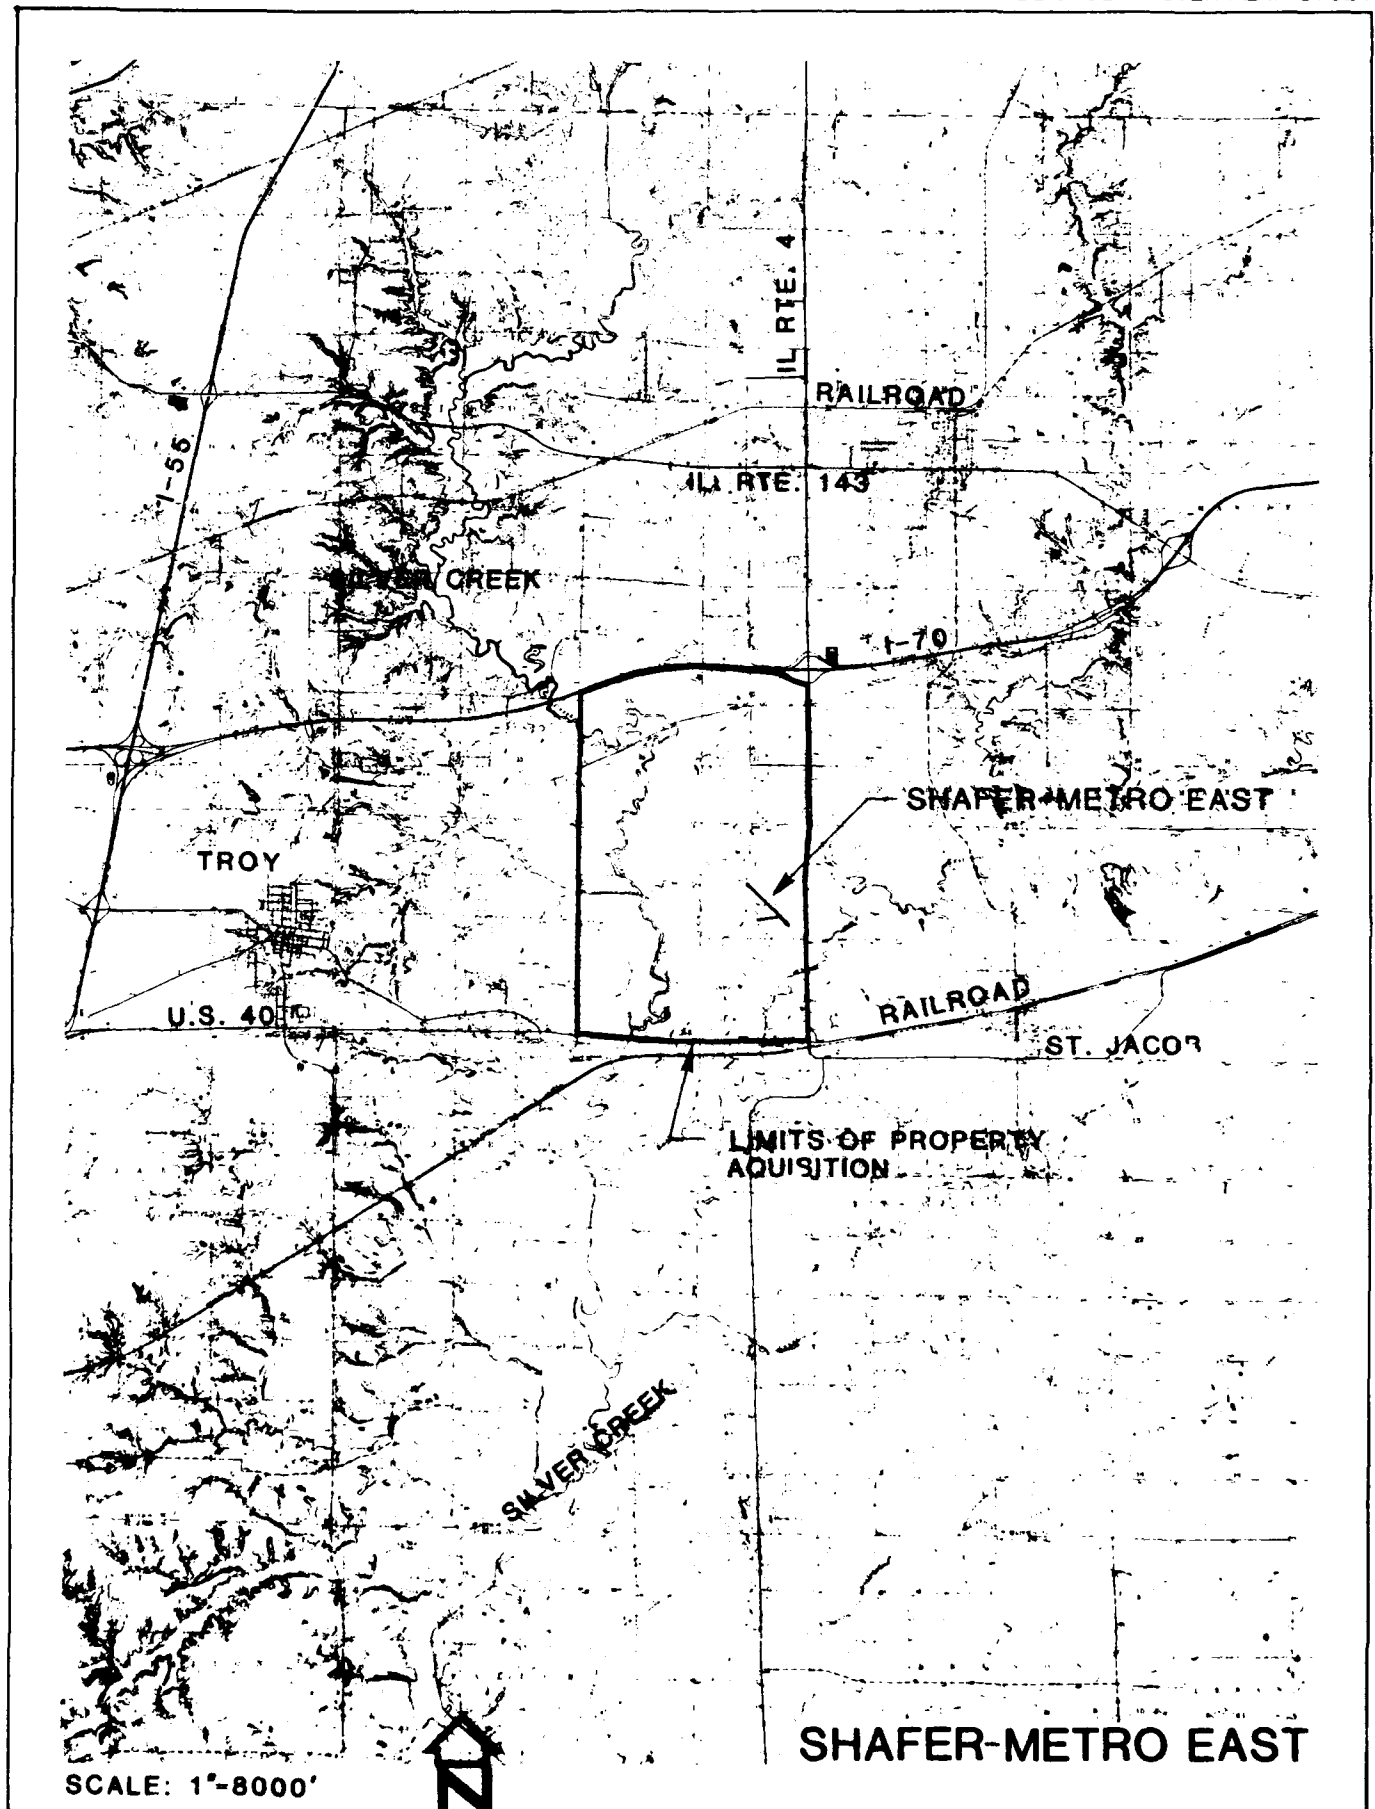 IL RTE. 4
RAILROAD
I-55
IL RTE. 143
SILVER CREEK
I-70
SHAFER-METRO EAST
TROY
RAILROAD
U.S. 40
ST. JACOB
LIMITS OF PROPERTY
AQUISITION
SILVER CREEK
SHAFER-METRO EAST
SCALE: 1"-8000'
N